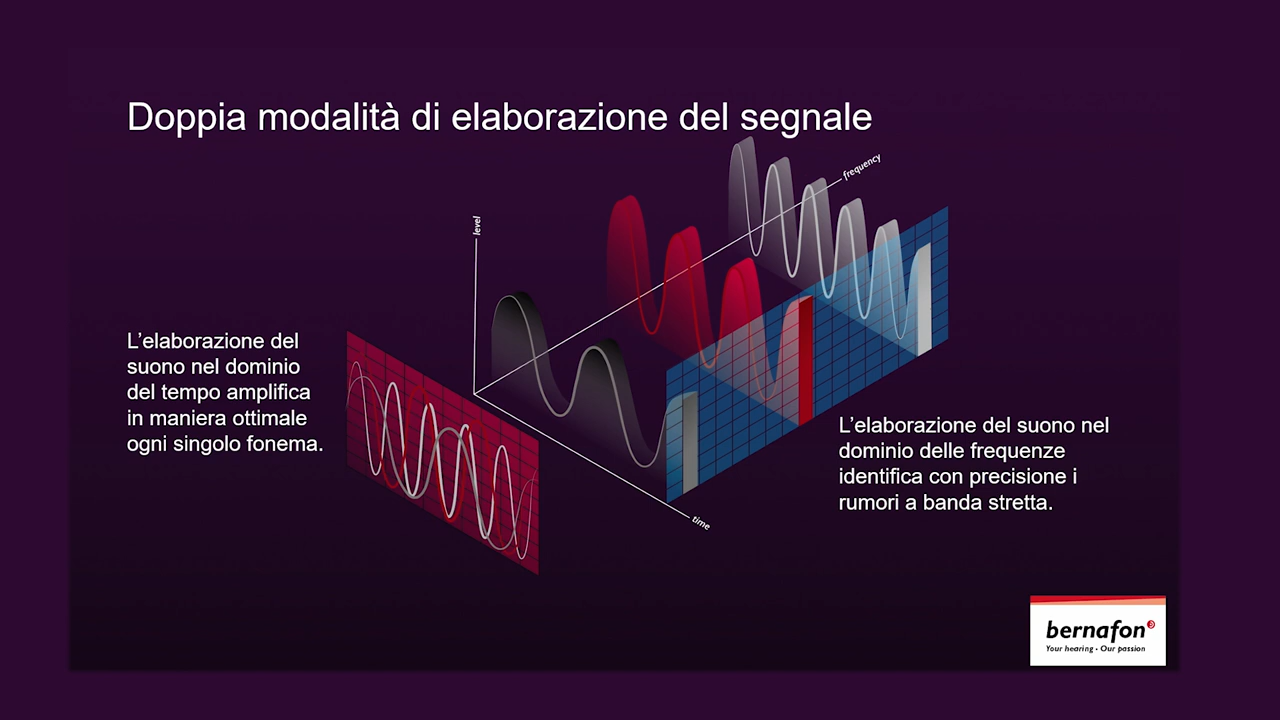 Doppia modalità di elaborazione del segnale
frequency
level
L'elaborazione del
suono nel dominio
del tempo amplifica
in maniera ottimale
ogni singolo fonema.
L'elaborazione del suono nel
dominio delle frequenze
identifica con precisione i
rumori a banda stretta.
time
bernafon
Your hearing • Our passion